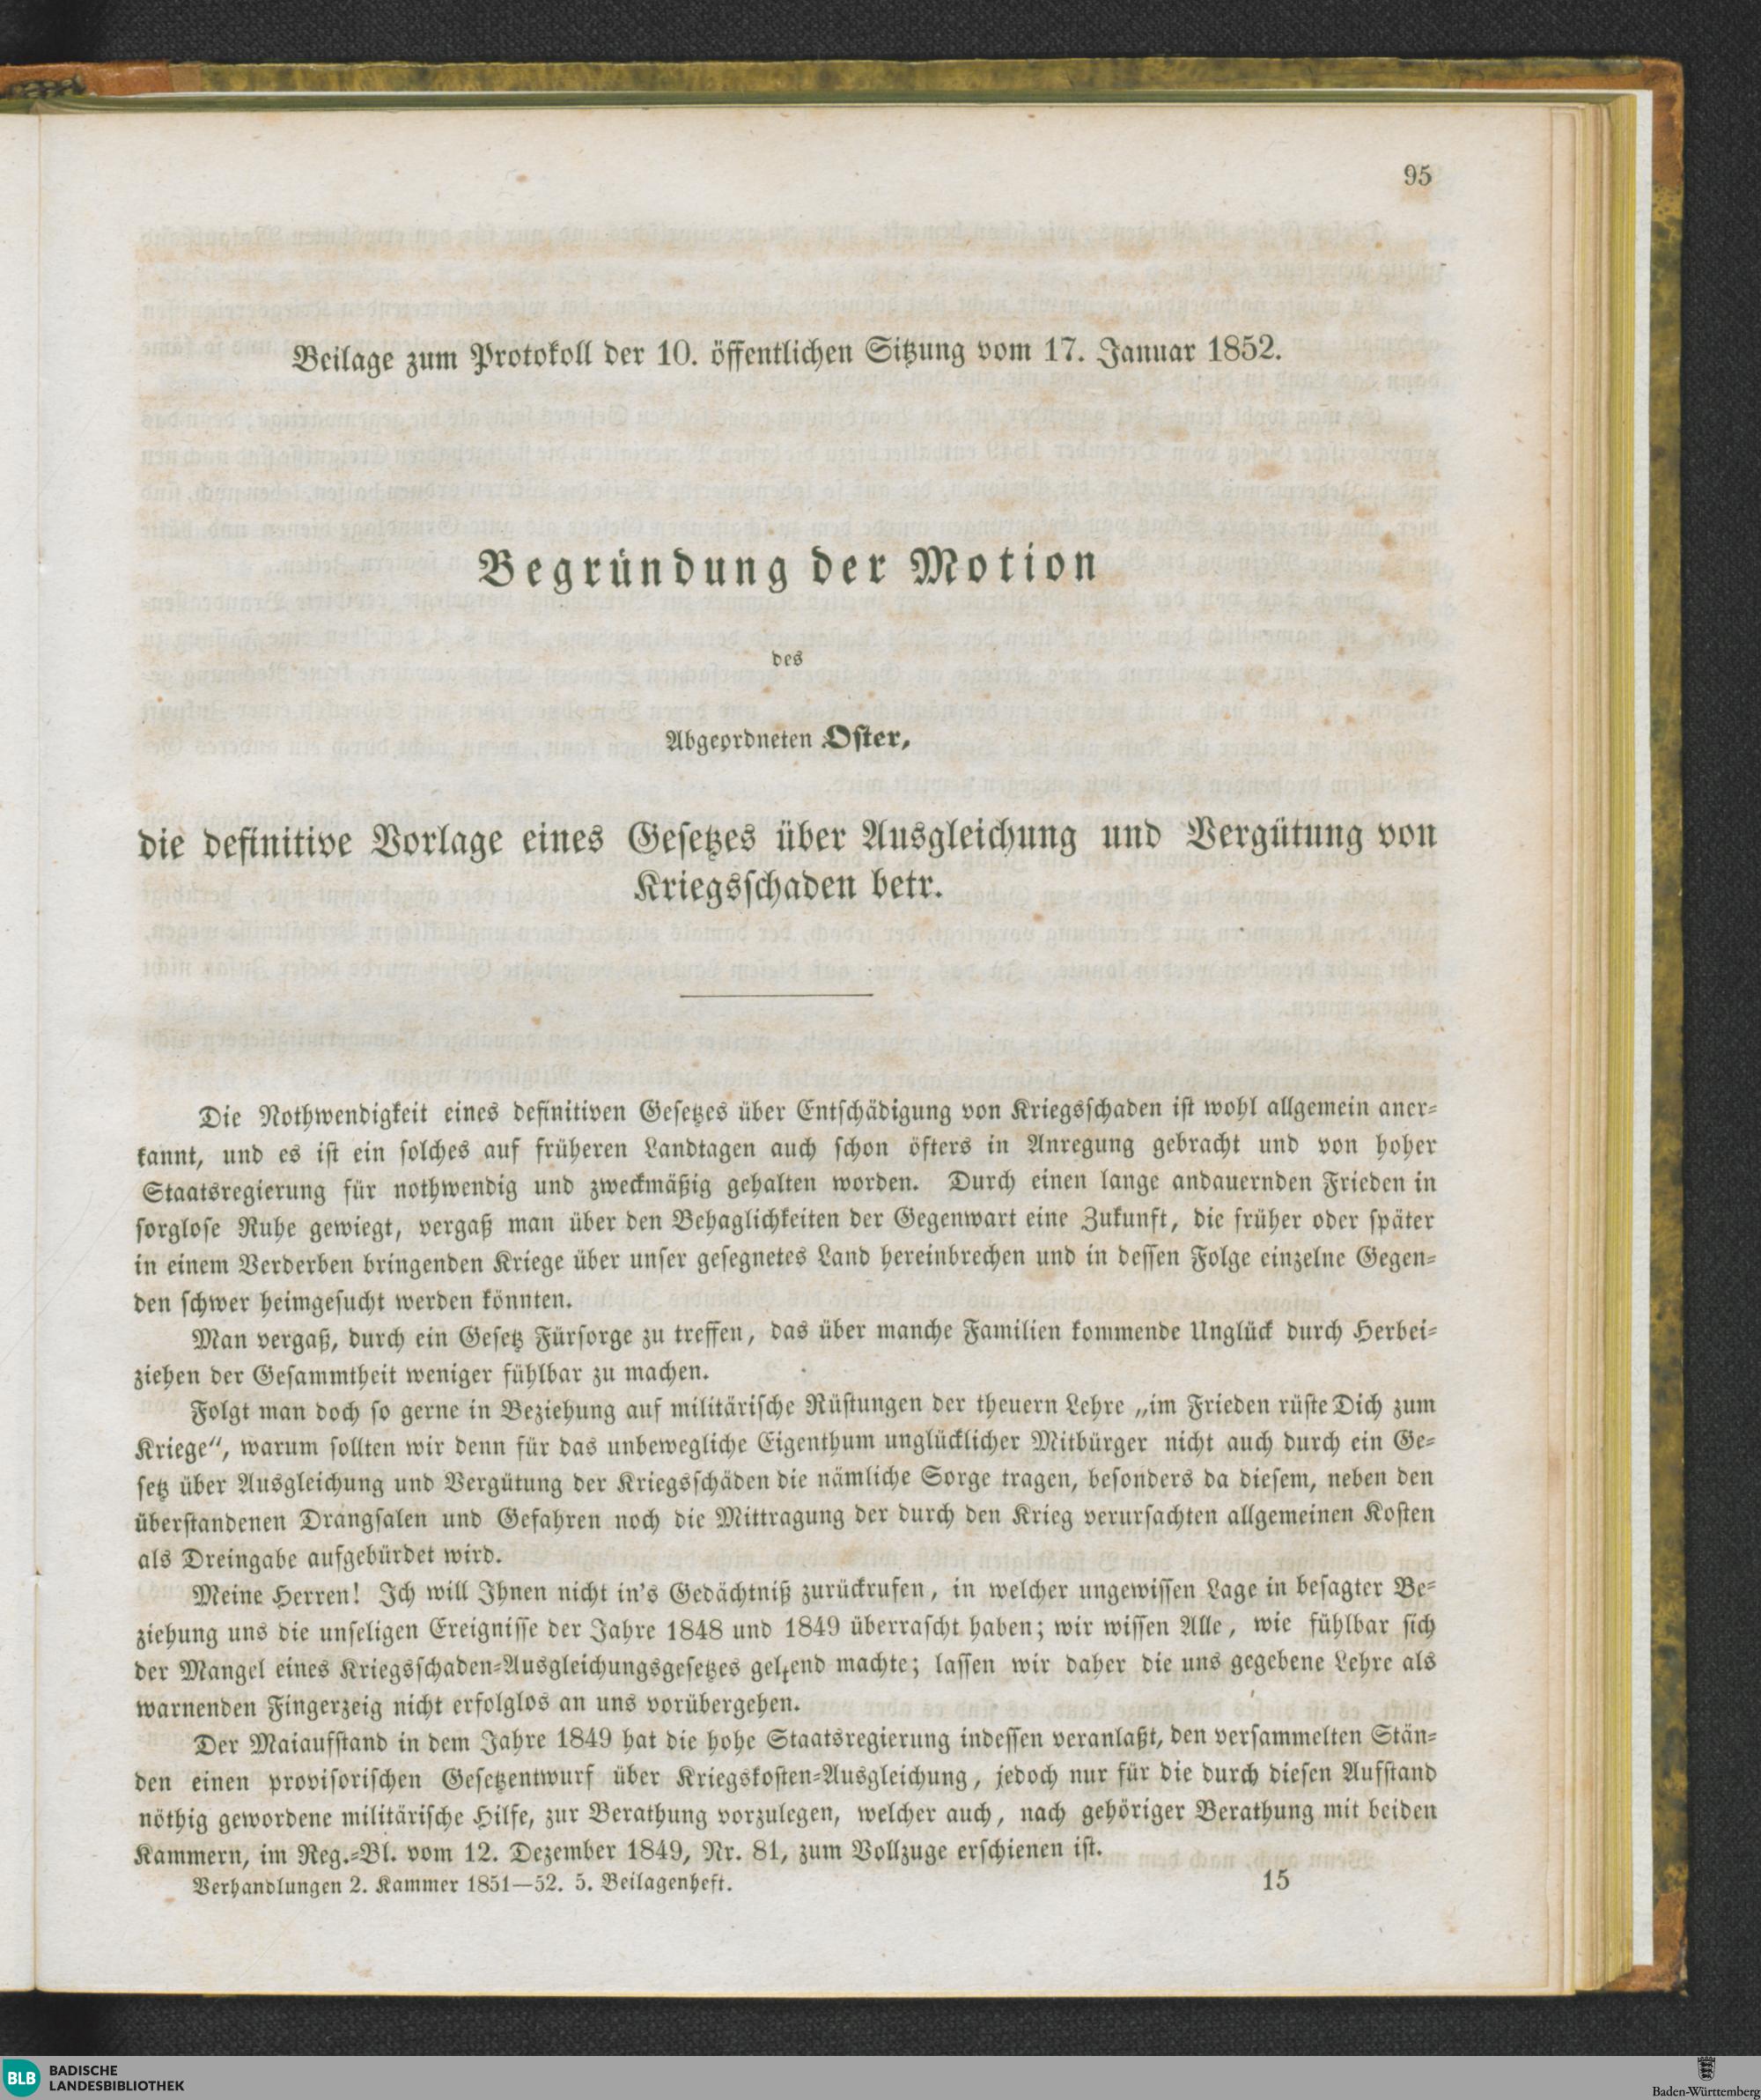 95
Beilage zum Protokoll der 10. öffentlichen Sitzung vom 17. Januar 1852.
Begründung der Motion
des
Abgeordneten Oster,
die definitive Vorlage eines Gesetzes über Ausgleichung und Vergütung von
Kriegsschaden betr.
Die Nothwendigkeit eines definitiven Gesetzes über Entschädigung von Kriegsschaden ist wohl allgemein aner-
kannt, und es ist ein solches auf früheren Landtagen auch schon öfters in Anregung gebracht und von hoher
Staatsregierung für nothwendig und zweckmäßig gehalten worden. Durch einen lange andauernden Frieden in
sorglose Ruhe gewiegt, vergaß man über den Behaglichkeiten der Gegenwart eine Zukunft, die früher oder später
in einem Verderben bringenden Kriege über unser gesegnetes Land hereinbrechen und in dessen Folge einzelne Gegen-
den schwer heimgesucht werden könnten.
Man vergaß, durch ein Gesetz Fürsorge zu treffen, das über manche Familien kommende Unglück durch Herbei-
ziehen der Gesammtheit weniger fühlbar zu machen.
Folgt man doch so gerne in Beziehung auf militärische Rüstungen der theuern Lehre „im Frieden rüste Dich zum
Kriege“, warum sollten wir denn für das unbewegliche Eigenthum unglücklicher Mitbürger nicht auch durch ein Ge-
setz über Ausgleichung und Vergütung der Kriegsschäden die nämliche Sorge tragen, besonders da diesem, neben den
überstandenen Drangsalen und Gefahren noch die Mittragung der durch den Krieg verursachten allgemeinen Kosten
als Dreingabe aufgebürdet wird.
Meine Herren! Ich will Ihnen nicht in's Gedächtniß zurückrufen, in welcher ungewissen Lage in besagter Be-
ziehung uns die unseligen Ereignisse der Jahre 1848 und 1849 überrascht haben; wir wissen Alle, wie fühlbar sich
der Mangel eines Kriegsschaden-Ausgleichungsgesetzes geltend machte; lassen wir daher die uns gegebene Lehre als
warnenden Fingerzeig nicht erfolglos an uns vorübergehen.
Der Maiaufstand in dem Jahre 1849 hat die hohe Staatsregierung indessen veranlaßt, den versammelten Stän-
den einen provisorischen Gesetzentwurf über Kriegskosten-Ausgleichung, jedoch nur für die durch diesen Aufstand
nöthig gewordene militärische Hilfe, zur Berathung vorzulegen, welcher auch, nach gehöriger Berathung mit beiden
Kammern, im Reg.-Bl. vom 12. Dezember 1849, Nr. 81, zum Vollzuge erschienen ist.
Verhandlungen 2. Kammer 1851—52. 5. Beilagenheft.
15
BLB BADISCHE
LANDESBIBLIOTHEK
Baden-Württemberg